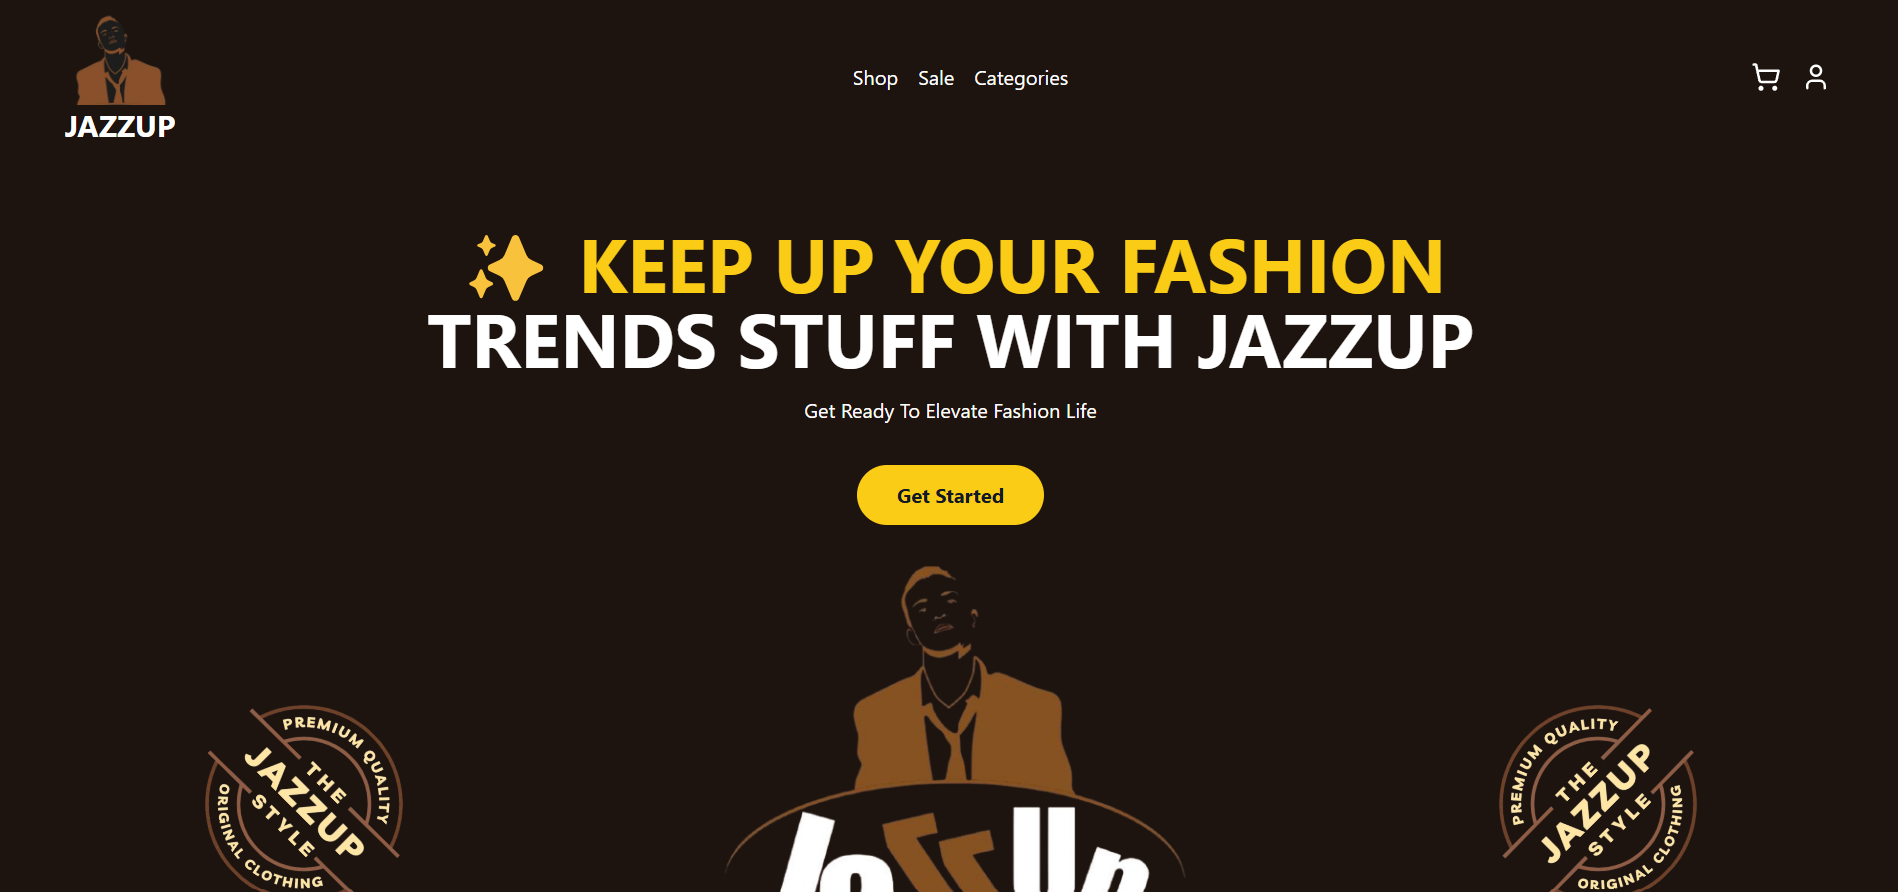 JAZZUP
Shop Sale Categories
✨ KEEP UP YOUR FASHION
TRENDS STUFF WITH JAZZUP
Get Ready To Elevate Fashion Life
Get Started
PREMIUM QUALITY
THE
JAZZUP
STYLE
ORIGINAL CLOTHING
JazzUp
PREMIUM QUALITY
THE
JAZZUP
STYLE
ORIGINAL CLOTHING